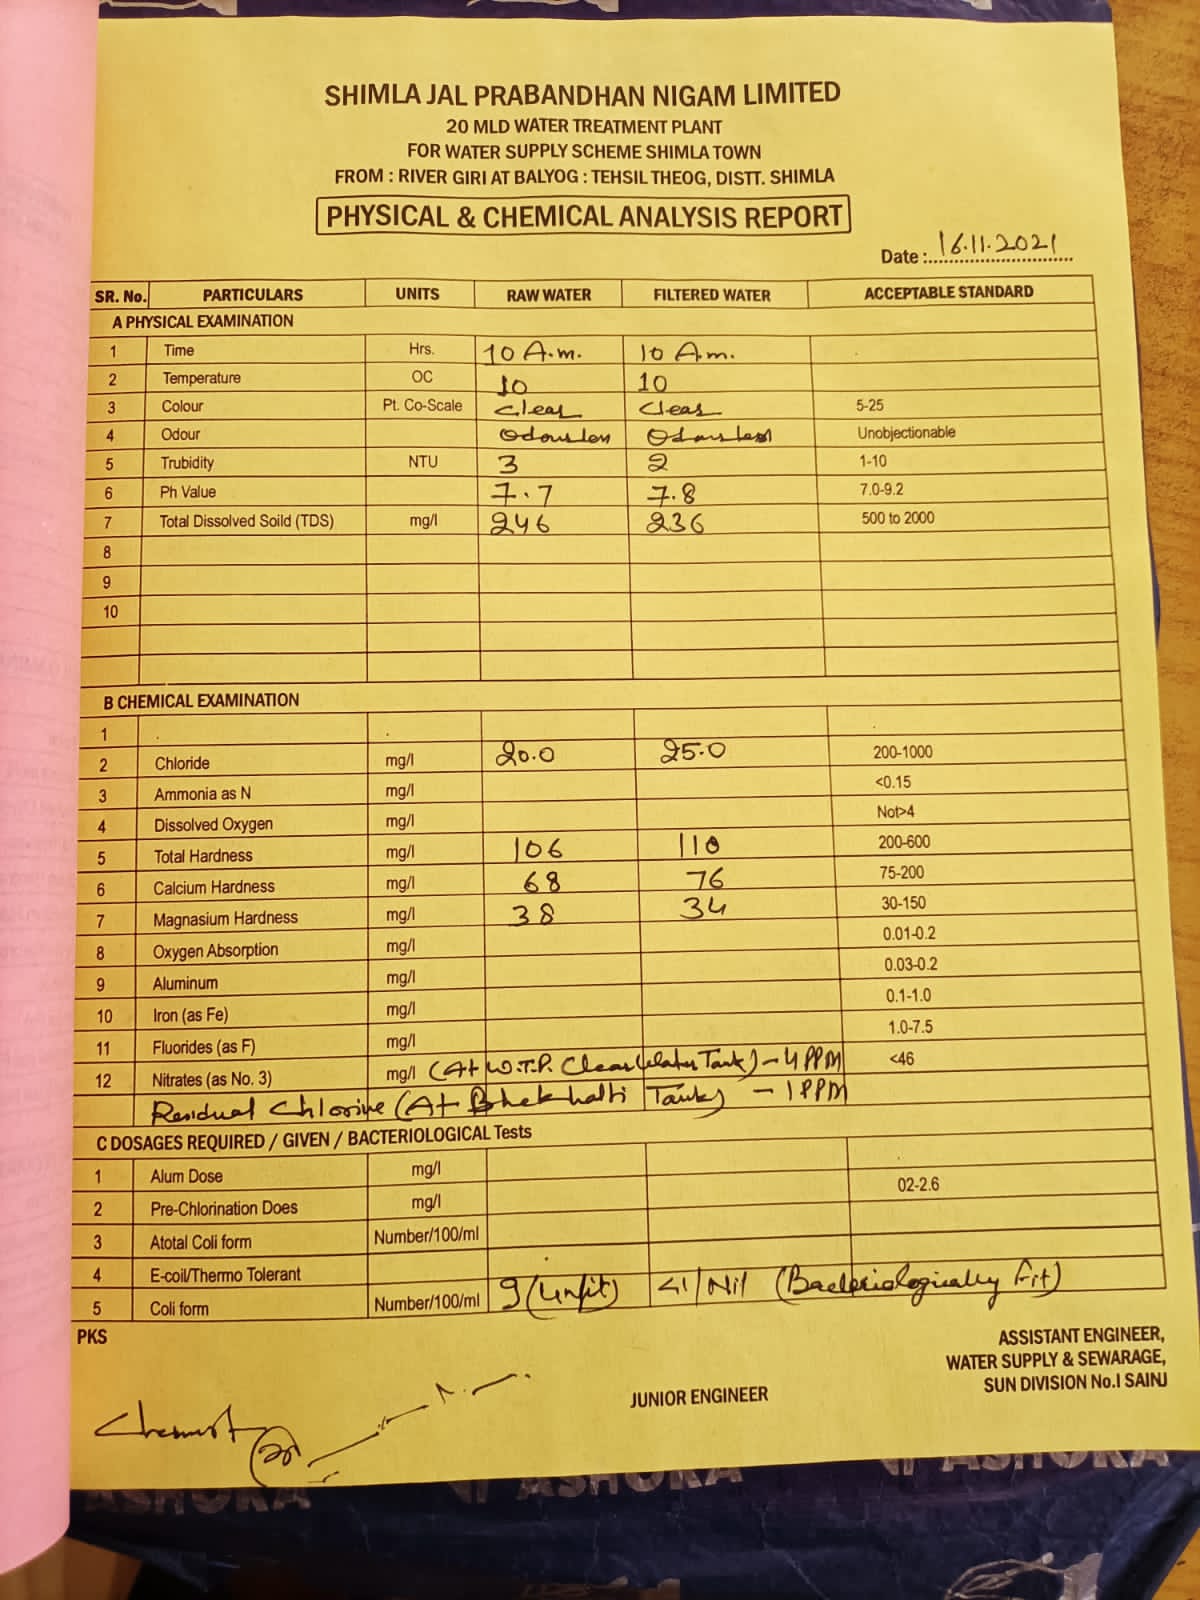 SHIMLA JAL PRABANDHAN NIGAM LIMITED
20 MLD WATER TREATMENT PLANT
FOR WATER SUPPLY SCHEME SHIMLA TOWN
FROM : RIVER GIRI AT BALYOG : TEHSIL THEOG, DISTT. SHIMLA
PHYSICAL & CHEMICAL ANALYSIS REPORT
Date :..16.11.2021
SR. No. PARTICULARS UNITS RAW WATER FILTERED WATER ACCEPTABLE STANDARD
A PHYSICAL EXAMINATION
1 Time Hrs. 10 A.m. 10 A.m.
2 Temperature OC 10 10
3 Colour Pt. Co-Scale Clear Clear 5-25
4 Odour Odourless Odourless Unobjectionable
5 Trubidity NTU 3 2 1-10
6 Ph Value 7.7 7.8 7.0-9.2
7 Total Dissolved Soild (TDS) mg/l 246 236 500 to 2000
8
9
10
B CHEMICAL EXAMINATION
1
2 Chloride mg/l 20.0 25.0 200-1000
3 Ammonia as N mg/l <0.15
4 Dissolved Oxygen mg/l Not>4
5 Total Hardness mg/l 106 110 200-600
6 Calcium Hardness mg/l 68 76 75-200
7 Magnasium Hardness mg/l 38 34 30-150
8 Oxygen Absorption mg/l 0.01-0.2
9 Aluminum mg/l 0.03-0.2
10 Iron (as Fe) mg/l 0.1-1.0
11 Fluorides (as F) mg/l 1.0-7.5
12 Nitrates (as No. 3) mg/l (At W.T.P. Clear Water Tank) - 4 PPM <46
Residual Chlorine (At Bhekhalti Tank) - 1 PPM
C DOSAGES REQUIRED / GIVEN / BACTERIOLOGICAL Tests
1 Alum Dose mg/l
2 Pre-Chlorination Does mg/l 02-2.6
3 Atotal Coli form Number/100/ml
4 E-coil/Thermo Tolerant
5 Coli form Number/100/ml 9 (Unfit) <1/Nil (Bacteriologically Fit)
PKS
ASSISTANT ENGINEER,
WATER SUPPLY & SEWARAGE,
SUN DIVISION No.I SAINJ
JUNIOR ENGINEER
Chemist
ASHOKA ASHOKA ASHOKA